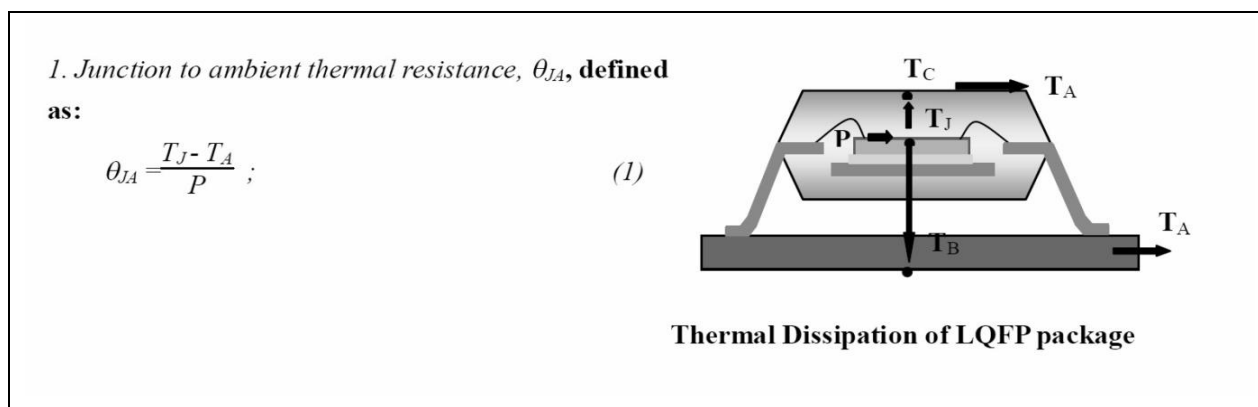 1. Junction to ambient thermal resistance, θJA, defined
as:
θJA = TJ - TA / P ; (1)
TC
TA
TJ
P
TB
TA
Thermal Dissipation of LQFP package